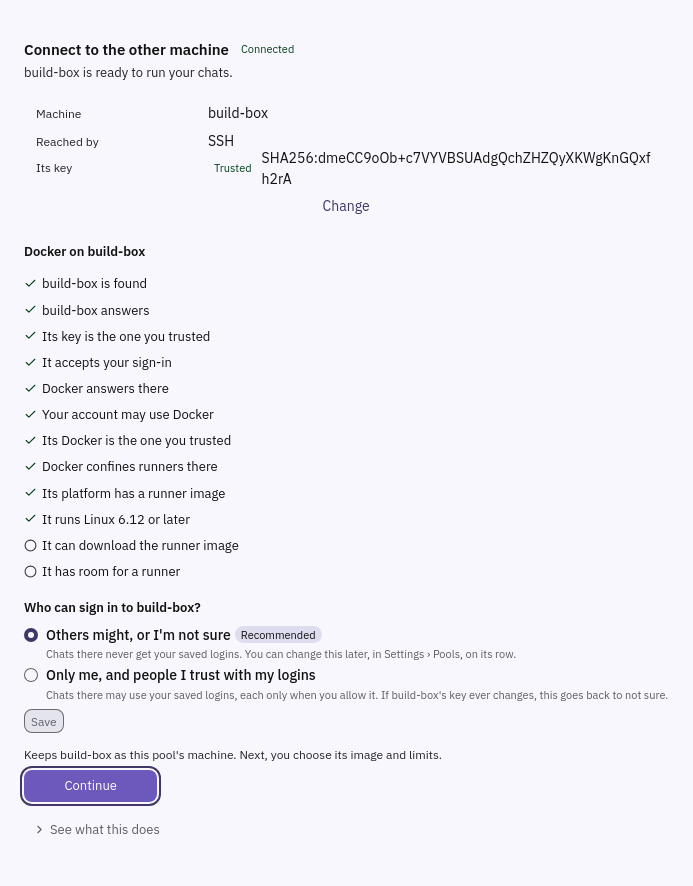 Connect to the other machine Connected
build-box is ready to run your chats.
Machine build-box
Reached by SSH
Its key Trusted SHA256:dmeCC9oOb+c7VYVBSUAdgQchZHZQyXKWgKnGQxf
h2rA
Change
Docker on build-box
build-box is found
build-box answers
Its key is the one you trusted
It accepts your sign-in
Docker answers there
Your account may use Docker
Its Docker is the one you trusted
Docker confines runners there
Its platform has a runner image
It runs Linux 6.12 or later
It can download the runner image
It has room for a runner
Who can sign in to build-box?
Others might, or I'm not sure Recommended
Chats there never get your saved logins. You can change this later, in Settings › Pools, on its row.
Only me, and people I trust with my logins
Chats there may use your saved logins, each only when you allow it. If build-box's key ever changes, this goes back to not sure.
Save
Keeps build-box as this pool's machine. Next, you choose its image and limits.
Continue
See what this does